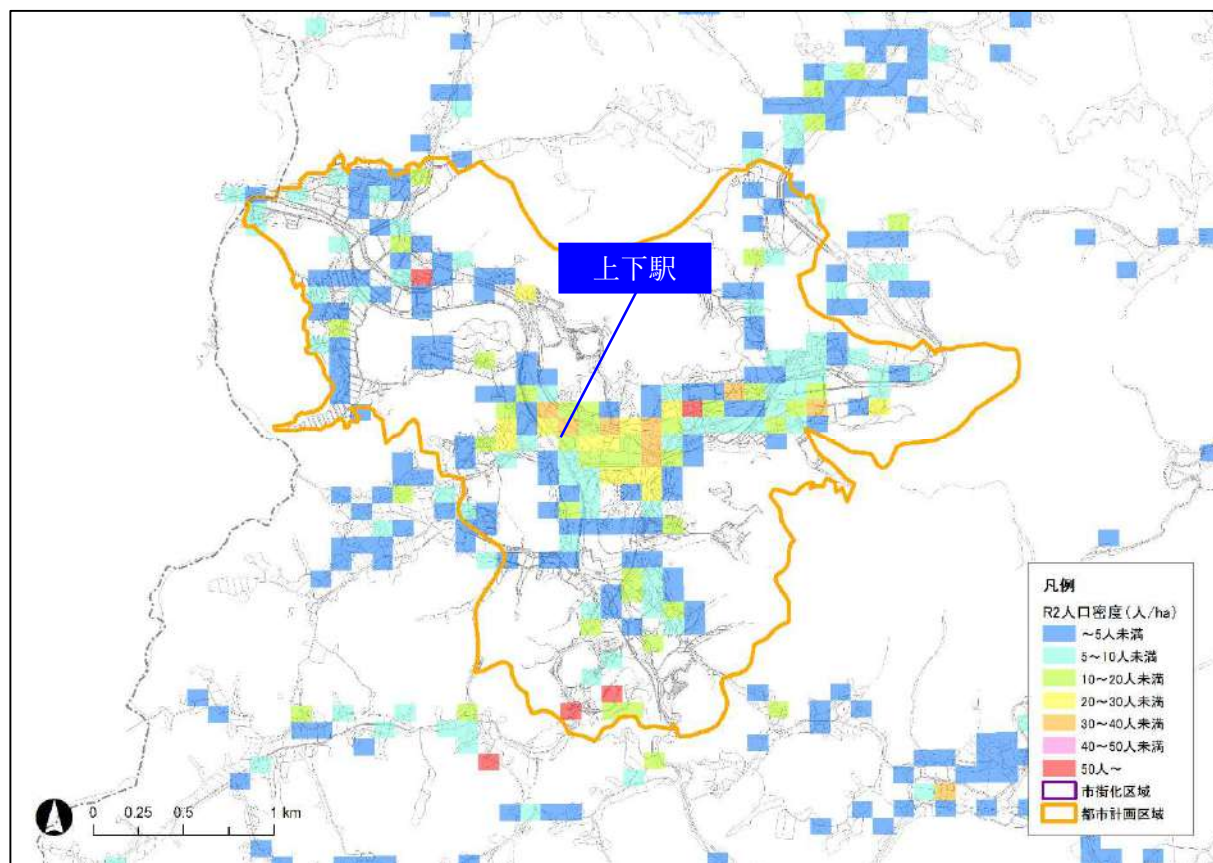 上下駅
凡例
R2人口密度(人/ha)
～5人未満
5～10人未満
10～20人未満
20～30人未満
30～40人未満
40～50人未満
50人～
市街化区域
都市計画区域
0 0.25 0.5 1 km